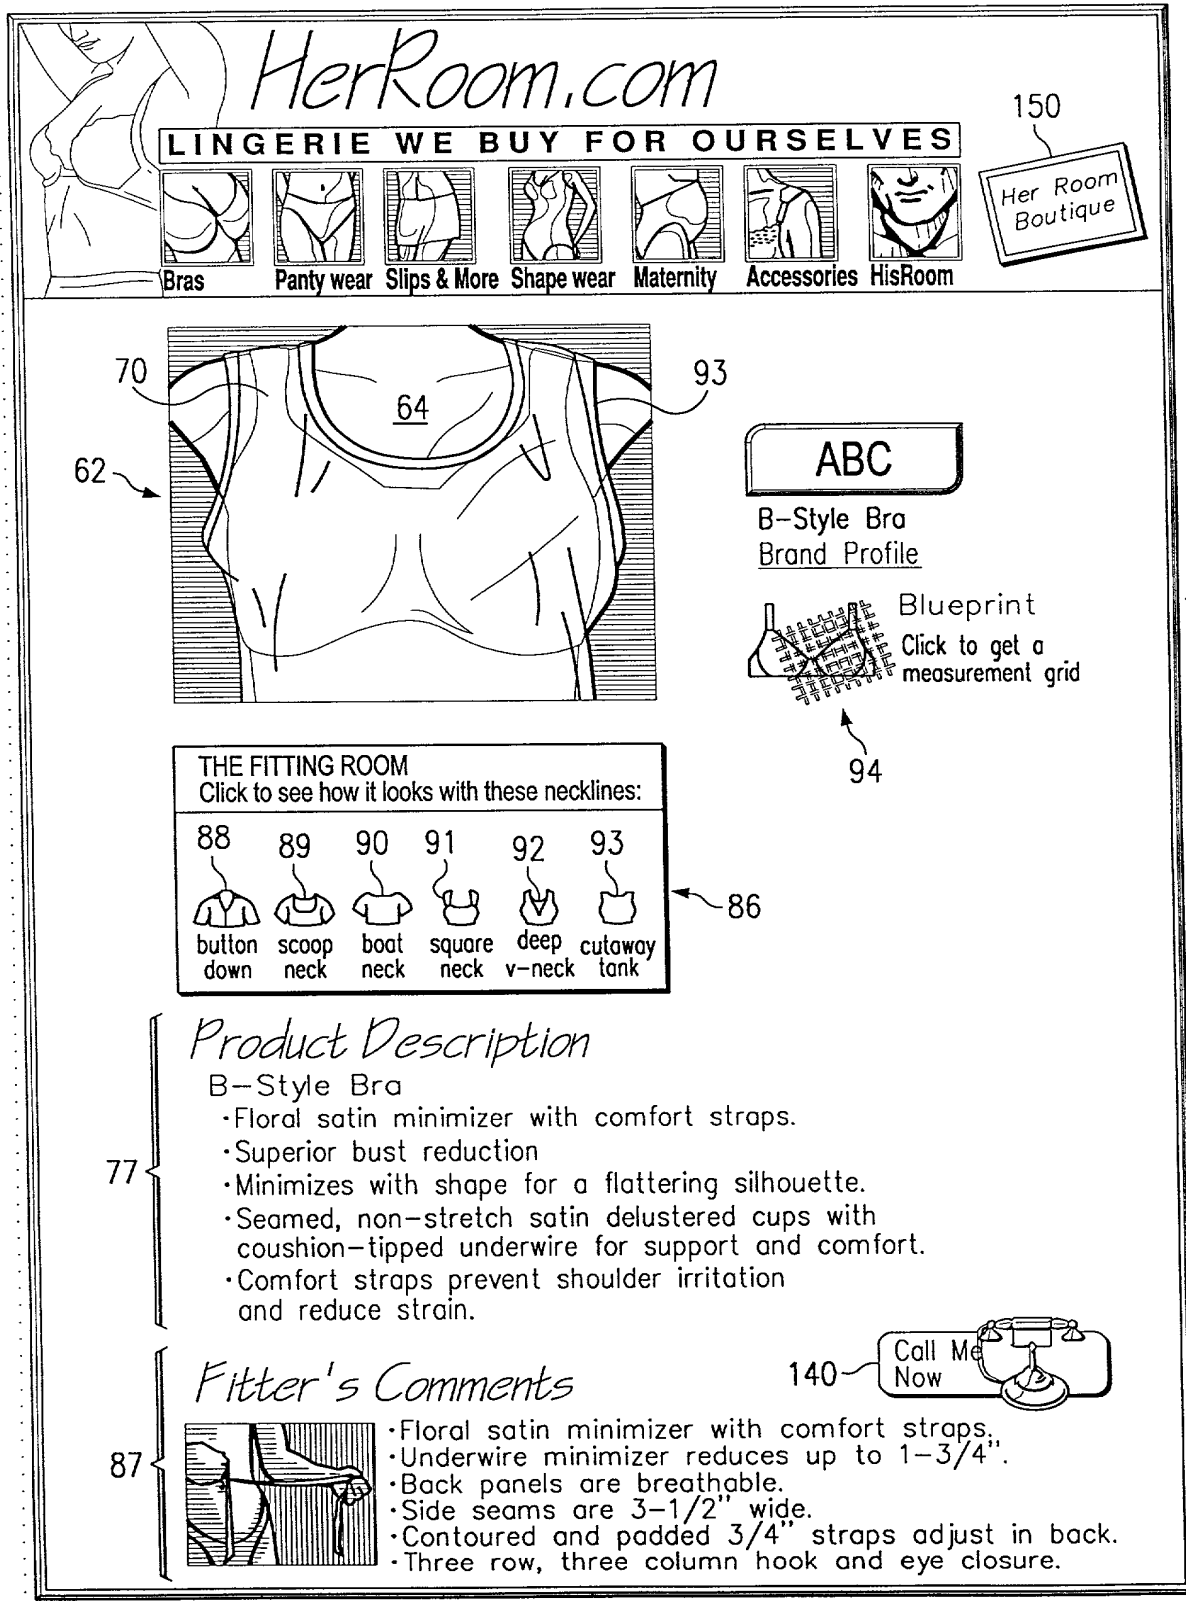 HerRoom.com
150
LINGERIE WE BUY FOR OURSELVES
Her Room
Boutique
Bras
Panty wear
Slips & More
Shape wear
Maternity
Accessories
HisRoom
70
64
93
62
ABC
B-Style Bra
Brand Profile
Blueprint
Click to get a
measurement grid
94
THE FITTING ROOM
Click to see how it looks with these necklines:
88 89 90 91 92 93
86
button down
scoop neck
boat neck
square neck
deep v-neck
cutaway tank
Product Description
B-Style Bra
·Floral satin minimizer with comfort straps.
·Superior bust reduction
77
·Minimizes with shape for a flattering silhouette.
·Seamed, non-stretch satin delustered cups with
coushion-tipped underwire for support and comfort.
·Comfort straps prevent shoulder irritation
and reduce strain.
140
Call Me
Now
Fitter's Comments
87
·Floral satin minimizer with comfort straps.
·Underwire minimizer reduces up to 1-3/4".
·Back panels are breathable.
·Side seams are 3-1/2" wide.
·Contoured and padded 3/4" straps adjust in back.
·Three row, three column hook and eye closure.